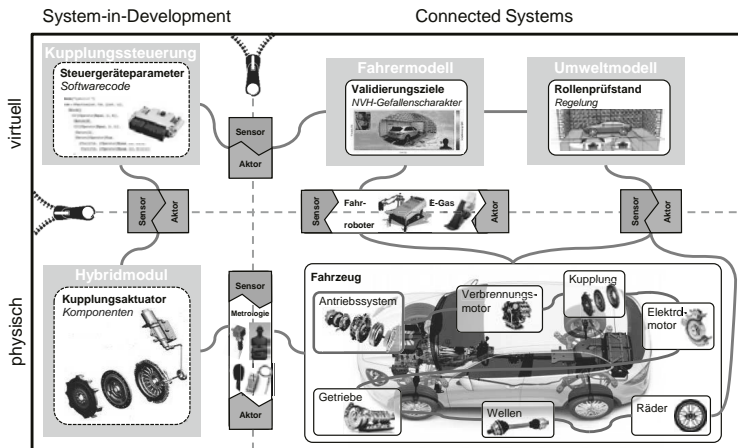 System-in-Development
Connected Systems
virtuell
physisch
Kupplungssteuerung
Steuergeräteparameter
Softwarecode
Sensor
Aktor
Fahrermodell
Validierungsziele
NVH-Gefallenscharakter
Umweltmodell
Rollenprüfstand
Regelung
Sensor
Aktor
Sensor
Fahr-
roboter
E-Gas
Aktor
Sensor
Aktor
Hybridmodul
Kupplungsaktuator
Komponenten
Sensor
Metrologie
Aktor
Fahrzeug
Antriebssystem
Verbrennungs-
motor
Kupplung
Elektro-
motor
Getriebe
Wellen
Räder